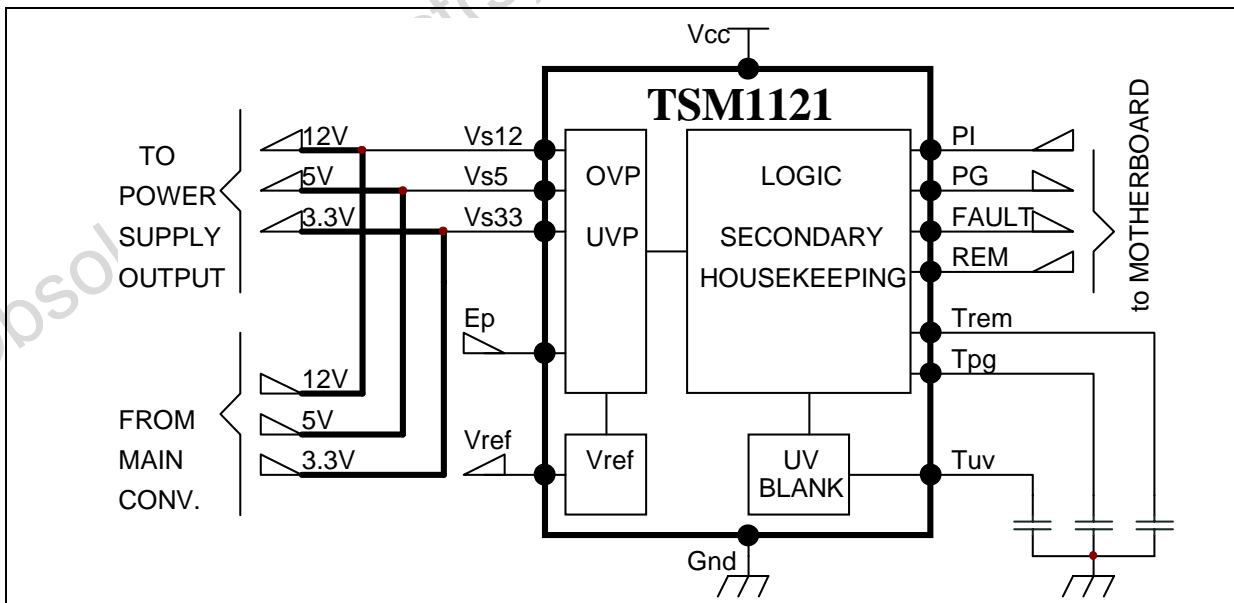 Vcc
TSM1121
TO
POWER
SUPPLY
OUTPUT
12V
5V
3.3V
Vs12
Vs5
Vs33
Ep
Vref
FROM
MAIN
CONV.
12V
5V
3.3V
OVP
UVP
Vref
LOGIC
SECONDARY
HOUSEKEEPING
UV
BLANK
Gnd
PI
PG
FAULT
REM
Trem
Tpg
Tuv
to MOTHERBOARD